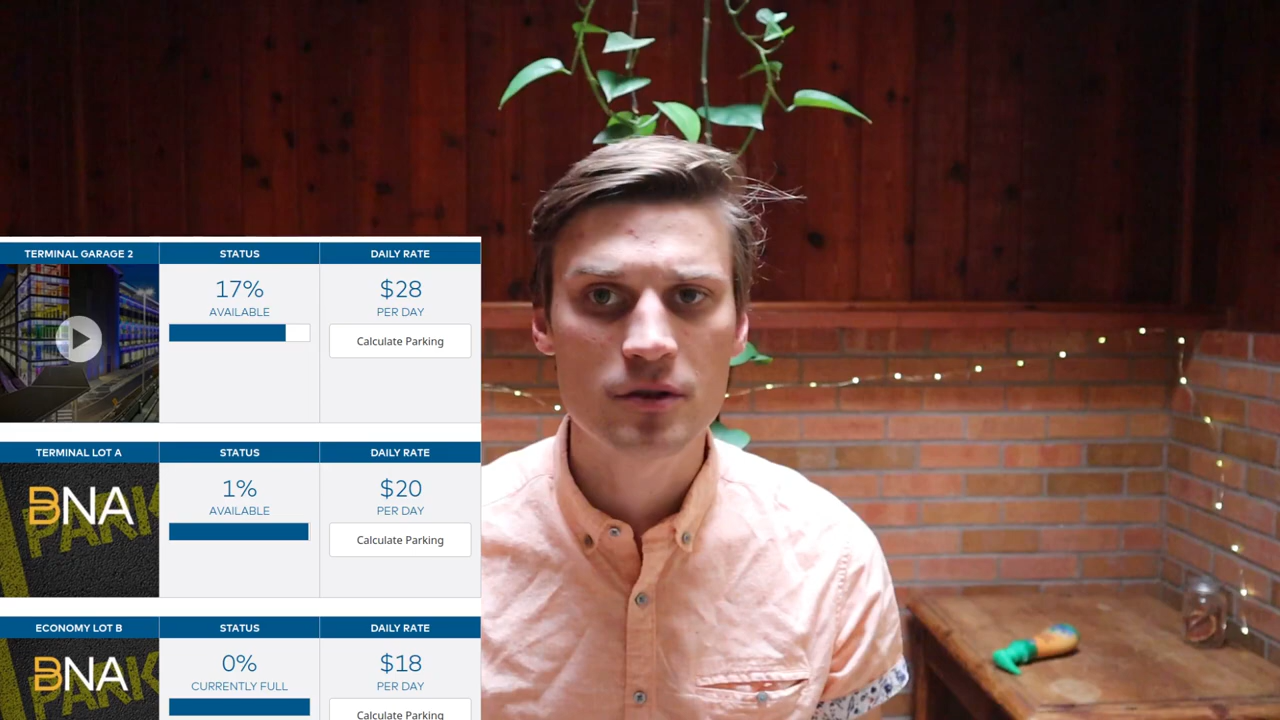 TERMINAL GARAGE 2 STATUS DAILY RATE
17% $28
AVAILABLE PER DAY
Calculate Parking
TERMINAL LOT A STATUS DAILY RATE
BNA 1% $20
PARK AVAILABLE PER DAY
Calculate Parking
ECONOMY LOT B STATUS DAILY RATE
BNA 0% $18
PARK CURRENTLY FULL PER DAY
Calculate Parking